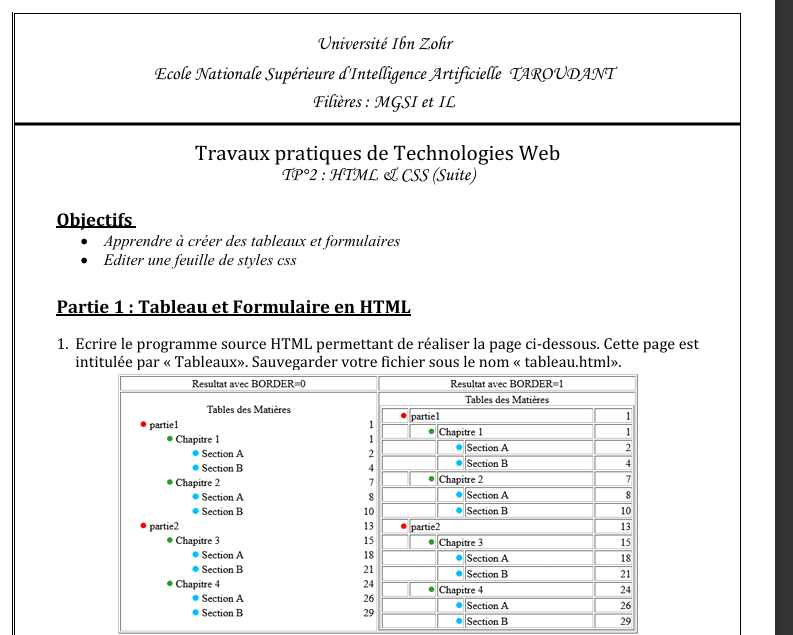 Université Ibn Zohr
Ecole Nationale Supérieure d'Intelligence Artificielle TAROUDANT
Filières : MGSI et IL
Travaux pratiques de Technologies Web
TP°2 : HTML & CSS (Suite)
Objectifs
• Apprendre à créer des tableaux et formulaires
• Editer une feuille de styles css
Partie 1 : Tableau et Formulaire en HTML
1. Ecrire le programme source HTML permettant de réaliser la page ci-dessous. Cette page est
intitulée par « Tableaux». Sauvegarder votre fichier sous le nom « tableau.html».
Resultat avec BORDER=0
Tables des Matières
partie1 1
Chapitre 1 1
Section A 2
Section B 4
Chapitre 2 7
Section A 8
Section B 10
partie2 13
Chapitre 3 15
Section A 18
Section B 21
Chapitre 4 24
Section A 26
Section B 29
Resultat avec BORDER=1
Tables des Matières
partie1 1
Chapitre 1 1
Section A 2
Section B 4
Chapitre 2 7
Section A 8
Section B 10
partie2 13
Chapitre 3 15
Section A 18
Section B 21
Chapitre 4 24
Section A 26
Section B 29